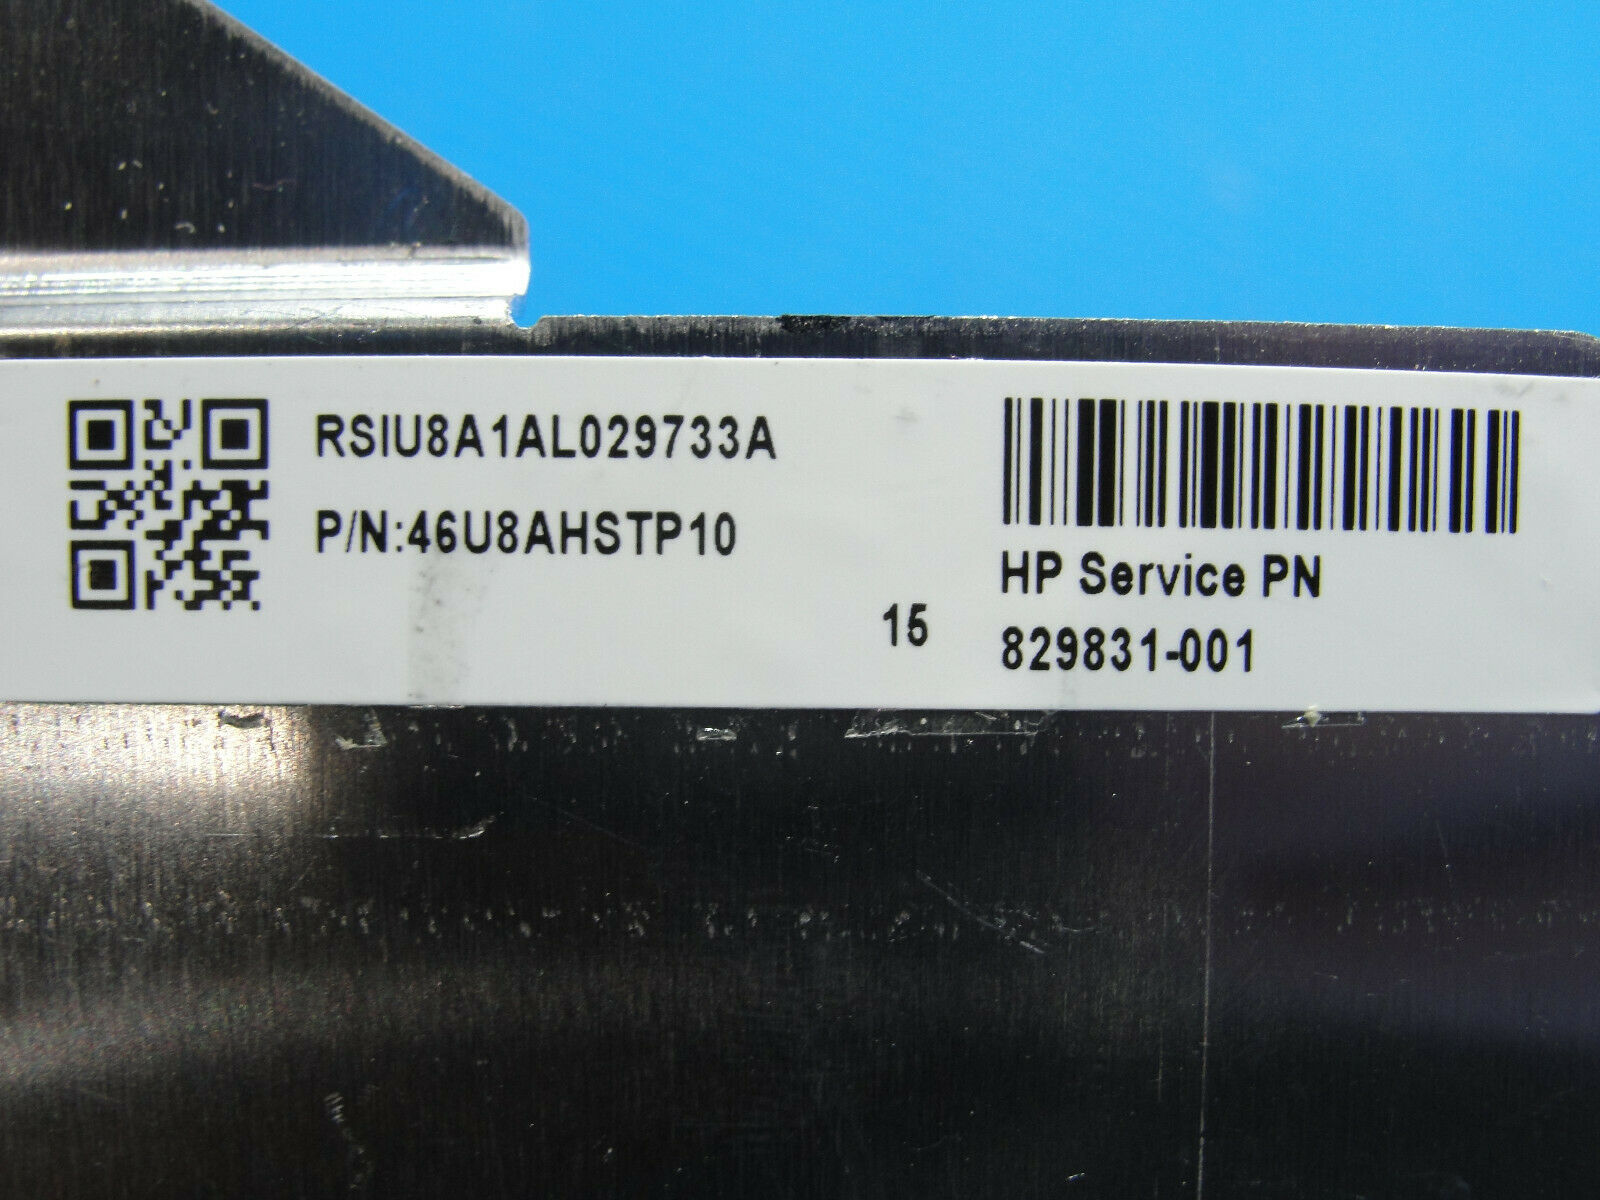 RSIU8A1AL029733A
P/N:46U8AHSTP10
15
HP Service PN
829831-001